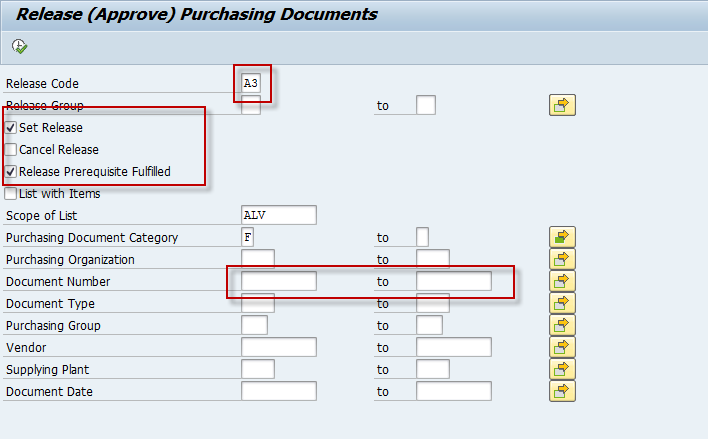 Release (Approve) Purchasing Documents
Release Code A3
Release Group to
Set Release
Cancel Release
Release Prerequisite Fulfilled
List with Items
Scope of List ALV
Purchasing Document Category F to
Purchasing Organization to
Document Number to
Document Type to
Purchasing Group to
Vendor to
Supplying Plant to
Document Date to